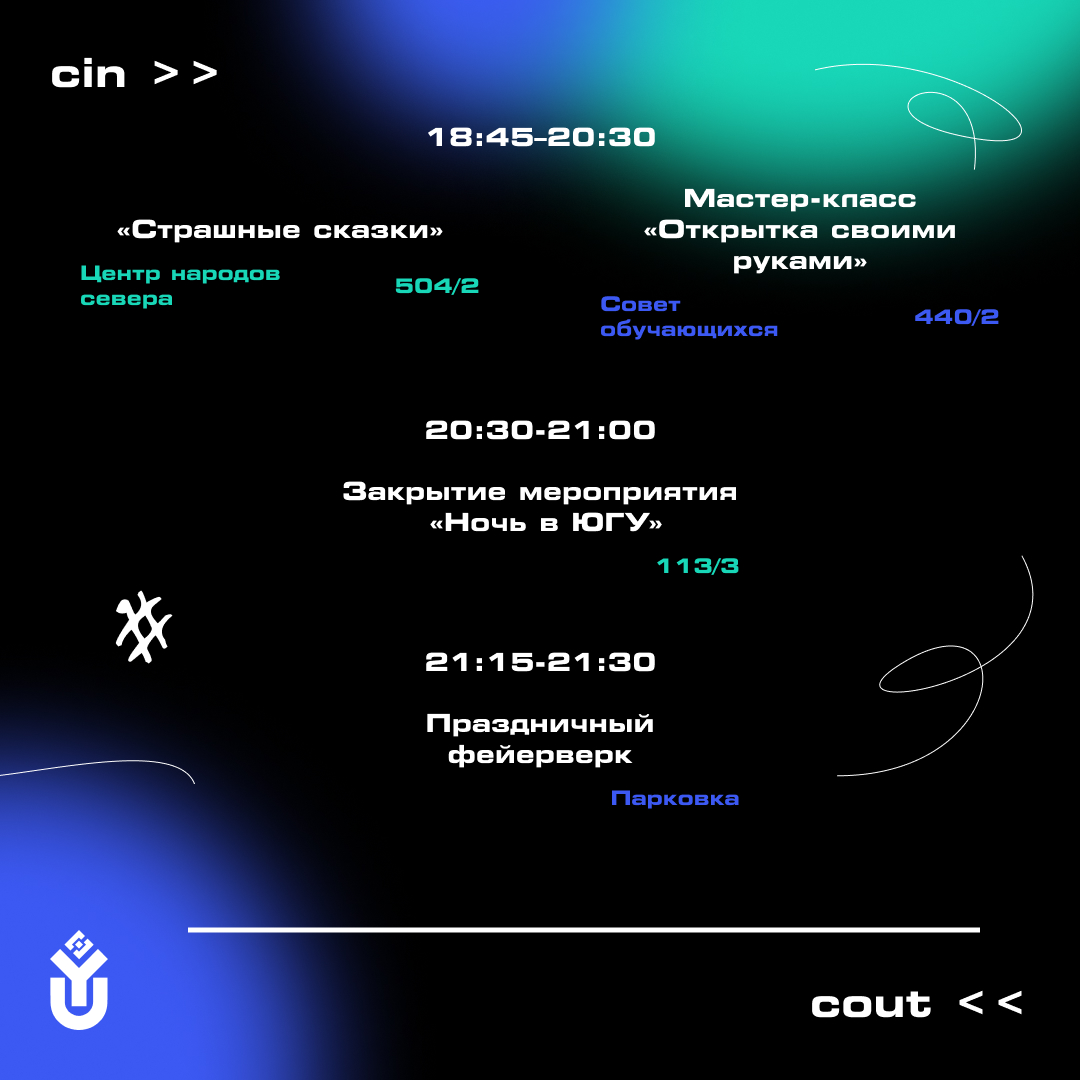 cin >>
18:45–20:30
«Страшные сказки»
Центр народов
севера
504/2
Мастер-класс
«Открытка своими
руками»
Совет
обучающихся
440/2
20:30-21:00
Закрытие мероприятия
«Ночь в ЮГУ»
113/3
21:15-21:30
Праздничный
фейерверк
Парковка
cout <<